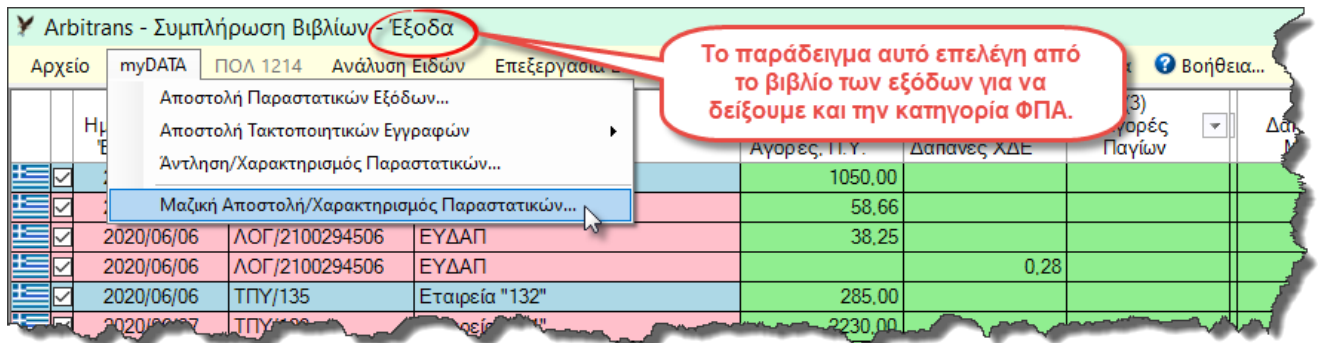 Arbitrans - Συμπλήρωση Βιβλίων - Έξοδα
Αρχείο myDATA ΠΟΛ 1214 Ανάλυση Ειδών Επεξεργασία Βοήθεια...
Το παράδειγμα αυτό επελέγη από
το βιβλίο των εξόδων για να
δείξουμε και την κατηγορία ΦΠΑ.
Αποστολή Παραστατικών Εξόδων...
Αποστολή Τακτοποιητικών Εγγραφών
Άντληση/Χαρακτηρισμός Παραστατικών...
Μαζική Αποστολή/Χαρακτηρισμός Παραστατικών...
(3)
Αγορές, Π.Υ. Δαπάνες ΧΔΕ Αγορές
Παγίων
1050,00
58,66
2020/06/06 ΛΟΓ/2100294506 ΕΥΔΑΠ 38,25
2020/06/06 ΛΟΓ/2100294506 ΕΥΔΑΠ 0,28
2020/06/06 ΤΠΥ/135 Εταιρεία "132" 285,00
2230,00